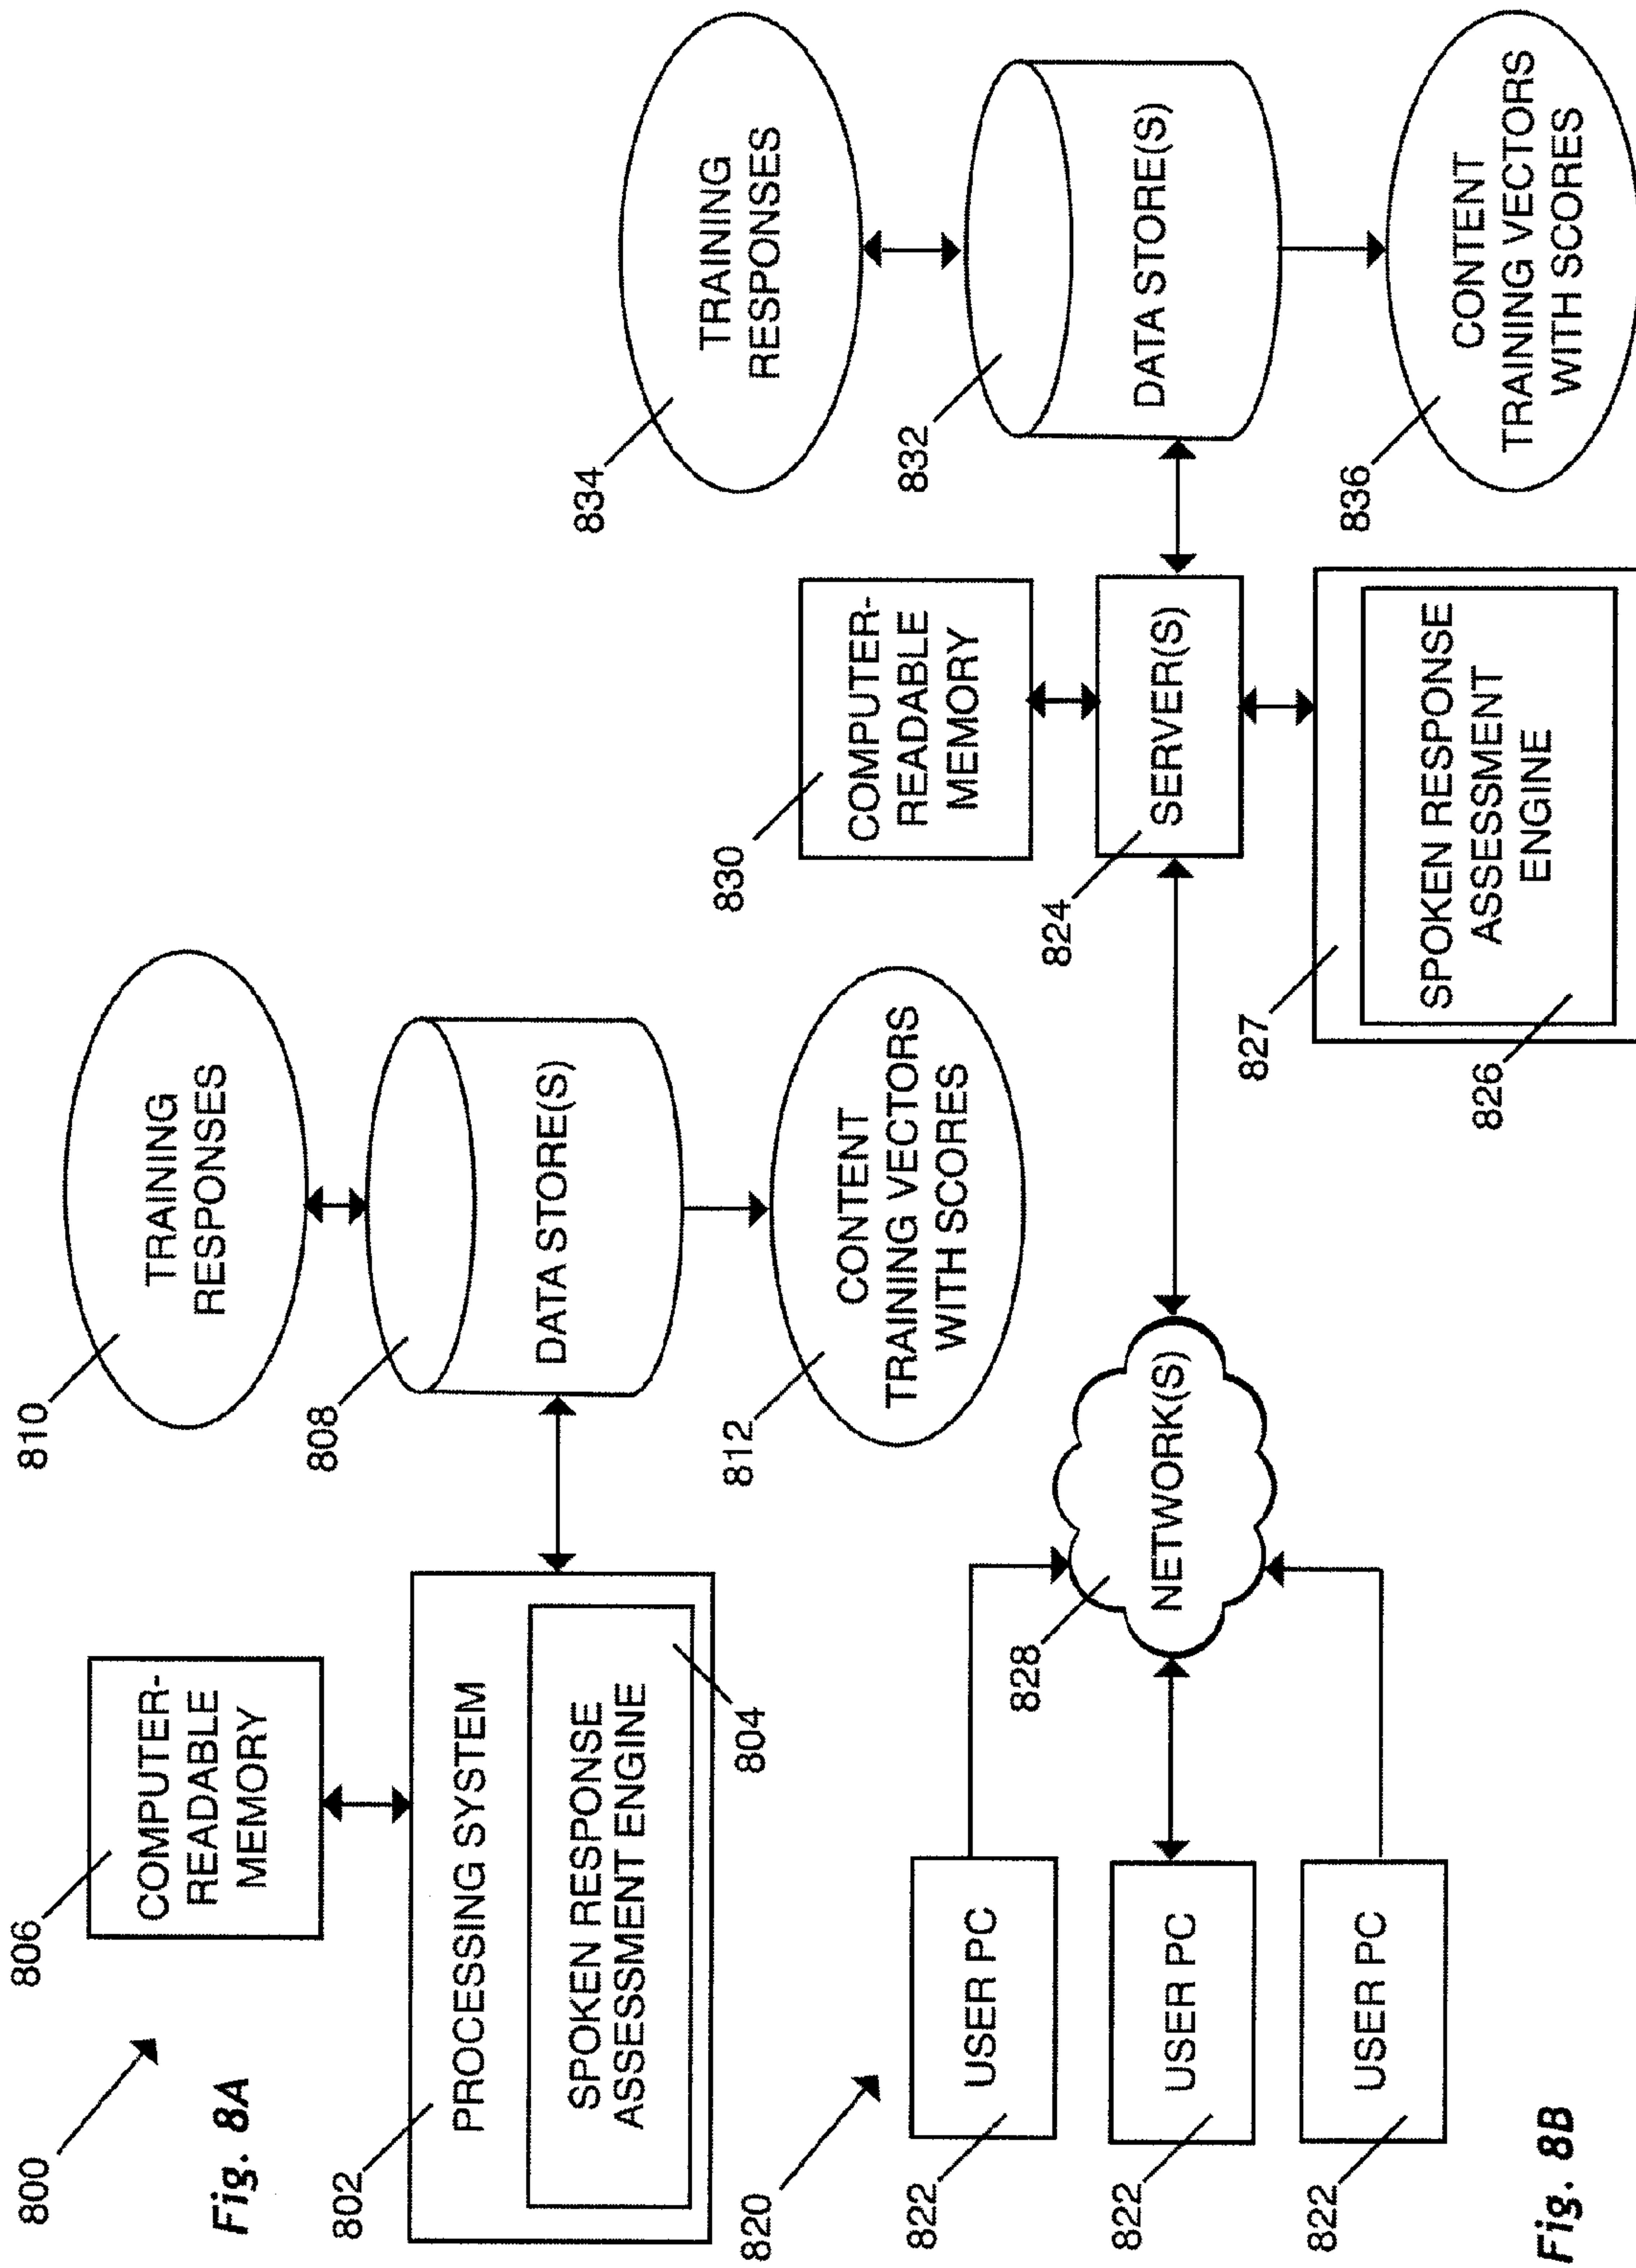 800
Fig. 8A
806
COMPUTER-
READABLE
MEMORY
802
PROCESSING SYSTEM
SPOKEN RESPONSE
ASSESSMENT ENGINE
804
810
TRAINING
RESPONSES
808
DATA STORE(S)
812
CONTENT
TRAINING VECTORS
WITH SCORES
820
822
USER PC
822
USER PC
822
USER PC
828
NETWORK(S)
830
COMPUTER-
READABLE
MEMORY
824
SERVER(S)
827
826
SPOKEN RESPONSE
ASSESSMENT
ENGINE
834
TRAINING
RESPONSES
832
DATA STORE(S)
836
CONTENT
TRAINING VECTORS
WITH SCORES
Fig. 8B